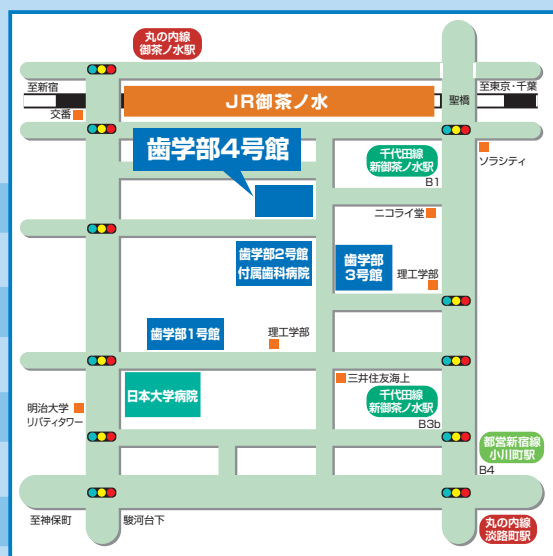 丸の内線
御茶ノ水駅
至新宿
JR御茶ノ水
聖橋
至東京・千葉
交番
歯学部4号館
千代田線
新御茶ノ水駅
B1
ソラシティ
ニコライ堂
歯学部2号館
付属歯科病院
歯学部
3号館
理工学部
歯学部1号館
理工学部
三井住友海上
日本大学病院
千代田線
新御茶ノ水駅
B3b
明治大学
リバティタワー
都営新宿線
小川町駅
B4
至神保町
駿河台下
丸の内線
淡路町駅